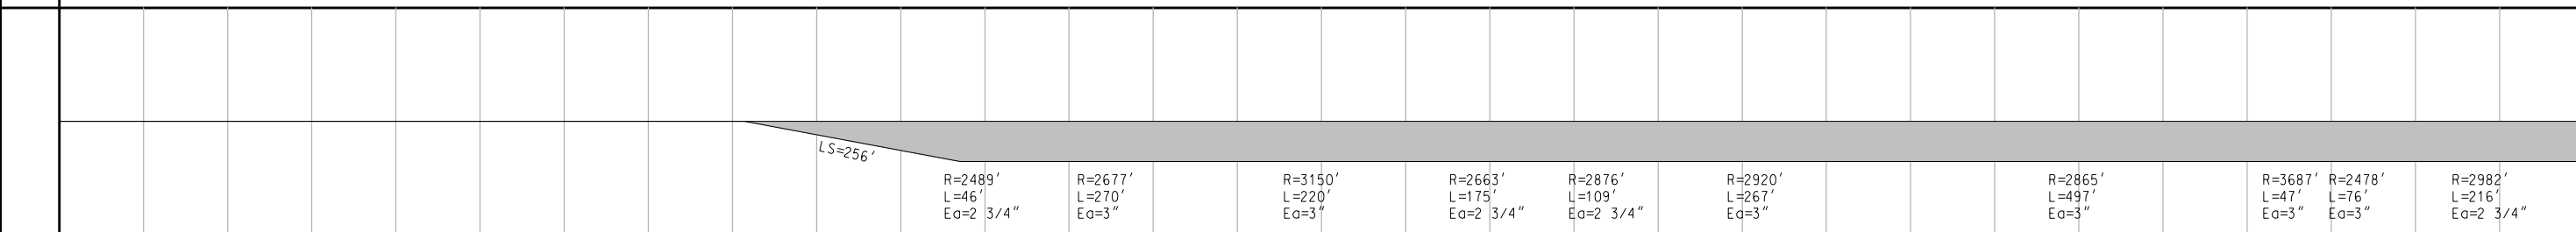 LS=256'
R=2489'
L=46'
Ea=2 3/4"
R=2677'
L=270'
Ea=3"
R=3150'
L=220'
Ea=3"
R=2663'
L=175'
Ea=2 3/4"
R=2876'
L=109'
Ea=2 3/4"
R=2920'
L=267'
Ea=3"
R=2865'
L=497'
Ea=3"
R=3687'
L=47'
Ea=3"
R=2478'
L=76'
Ea=3"
R=2982'
L=216'
Ea=2 3/4"